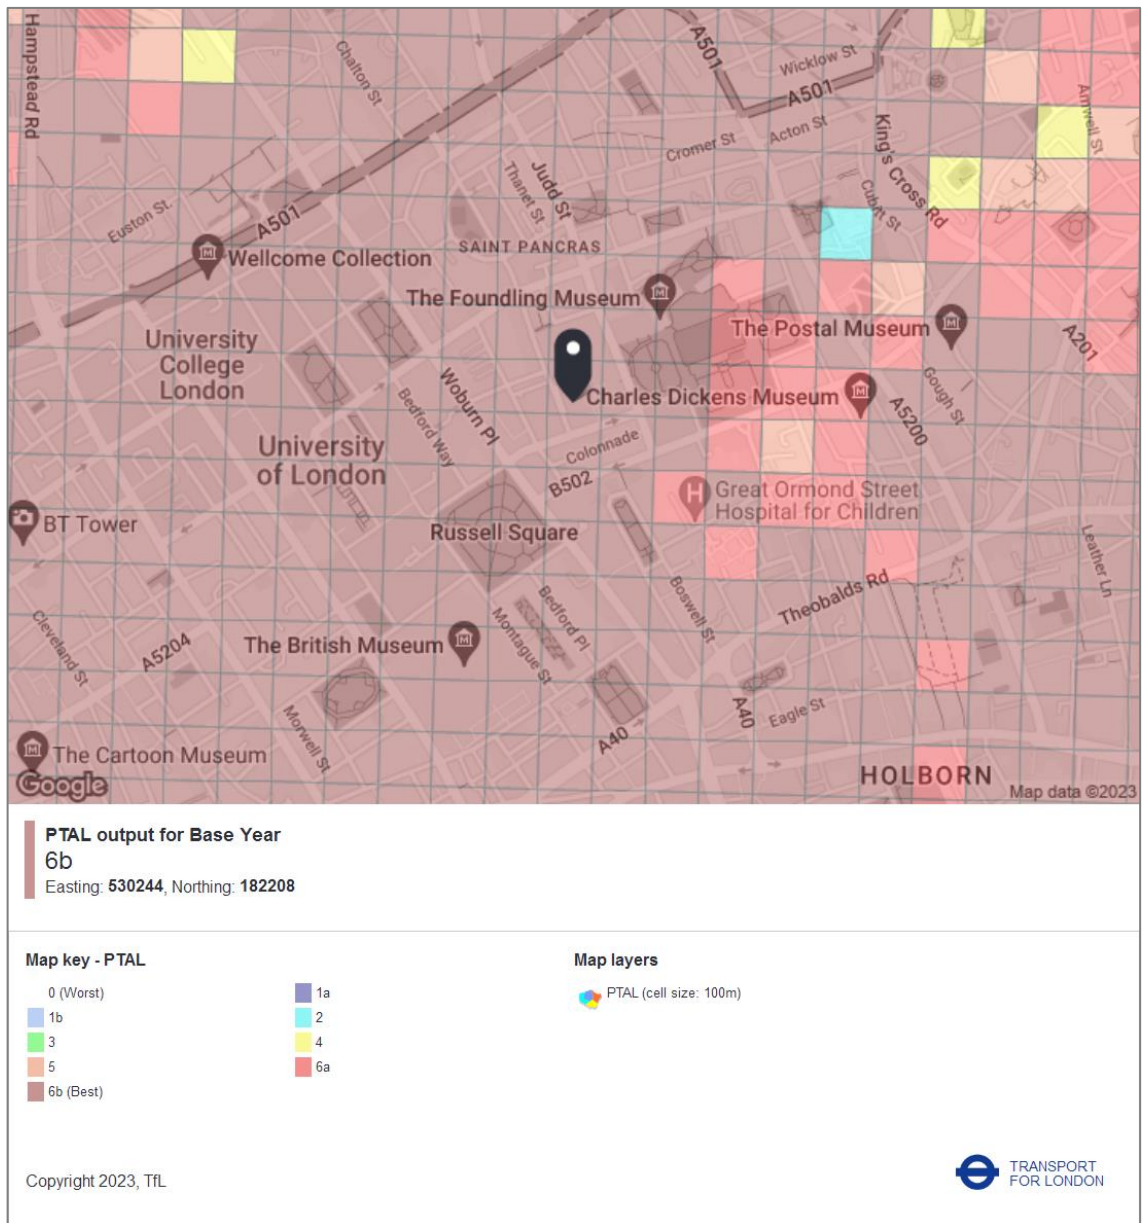 Hampstead Rd
Chalton St
A501
Wicklow St
A501
Amwell St
Acton St
Cromer St
King's Cross Rd
Judd St
Thanet St
Cubitt St
Euston St.
A501
SAINT PANCRAS
Wellcome Collection
The Foundling Museum
The Postal Museum
A201
University
College
London
Charles Dickens Museum
Woburn Pl
Bedford Way
Gough St
A5200
University
of London
Colonnade
B502
Great Ormond Street
Hospital for Children
BT Tower
Russell Square
Leather Ln
Theobalds Rd
Boswell St
Bedford Pl
Montague St
Cleveland St
A5204
The British Museum
A40
Eagle St
Morwell St
A40
The Cartoon Museum
HOLBORN
Google
Map data ©2023
PTAL output for Base Year
6b
Easting: 530244, Northing: 182208
Map key - PTAL
0 (Worst)
1a
1b
2
3
4
5
6a
6b (Best)
Map layers
PTAL (cell size: 100m)
Copyright 2023, TfL
TRANSPORT
FOR LONDON